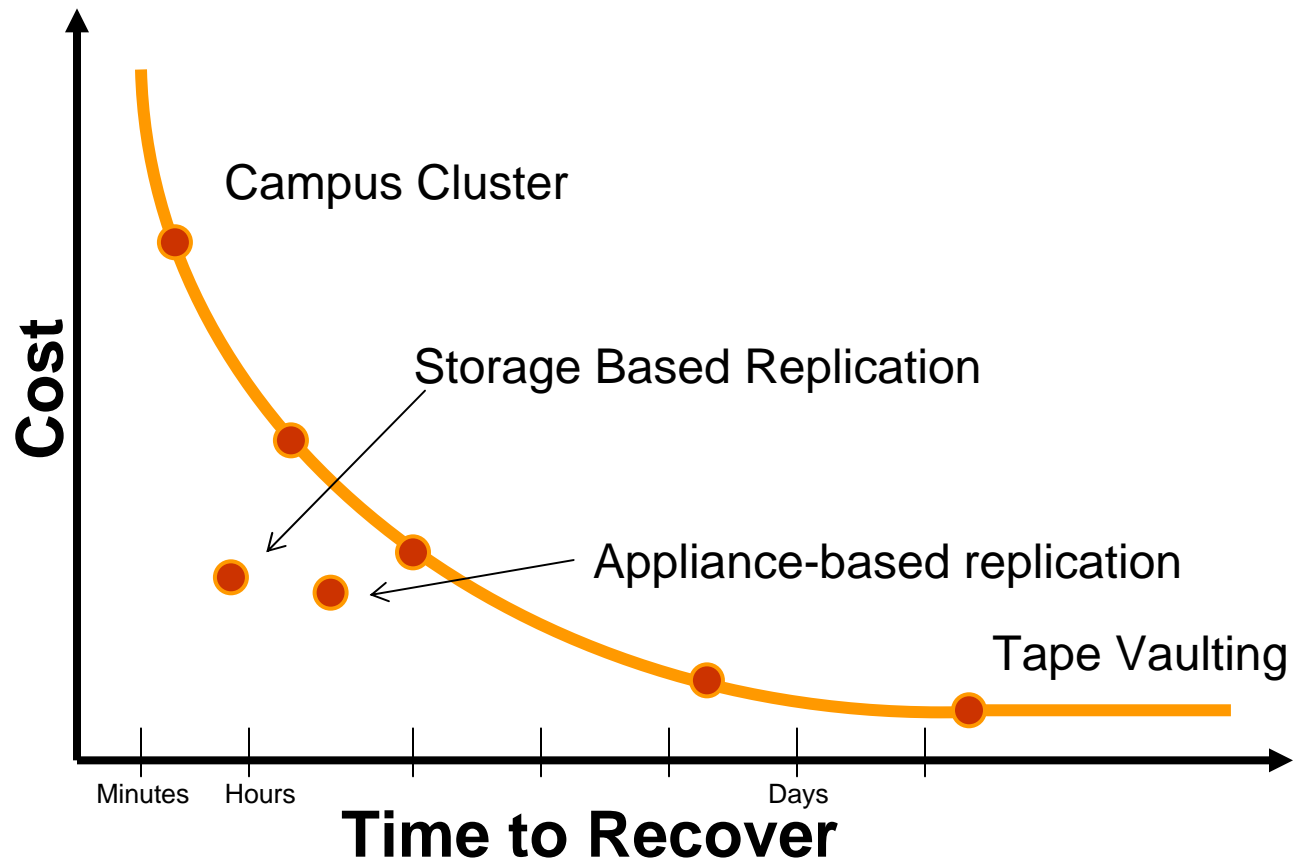 Campus Cluster
Cost
Storage Based Replication
Appliance-based replication
Tape Vaulting
Minutes
Hours
Days
Time to Recover